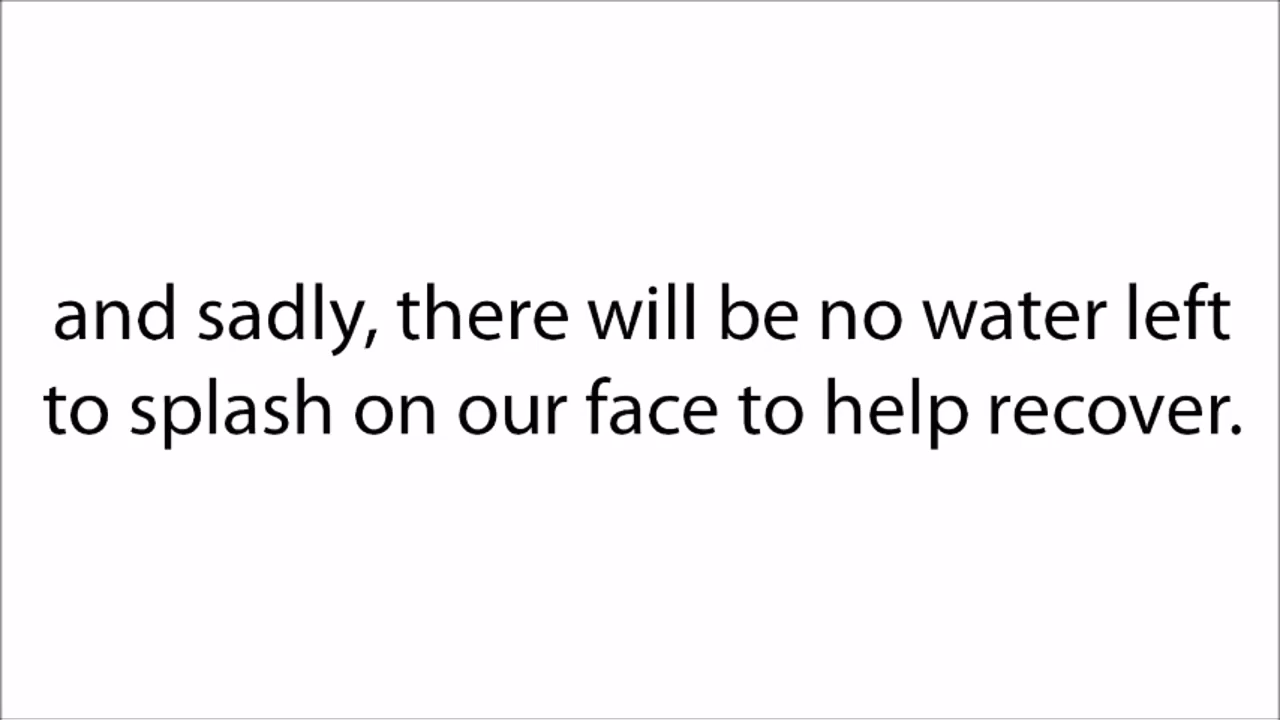 and sadly, there will be no water left
to splash on our face to help recover.